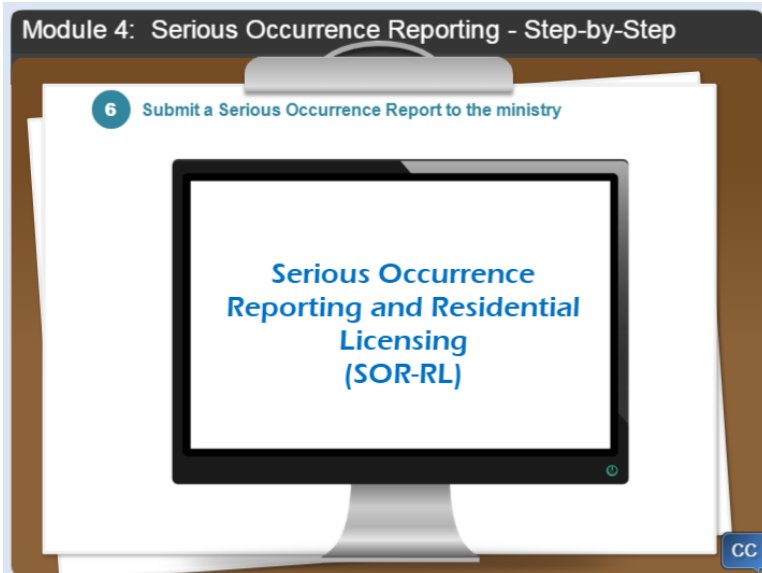 Module 4: Serious Occurrence Reporting - Step-by-Step
6 Submit a Serious Occurrence Report to the ministry
Serious Occurrence
Reporting and Residential
Licensing
(SOR-RL)
CC